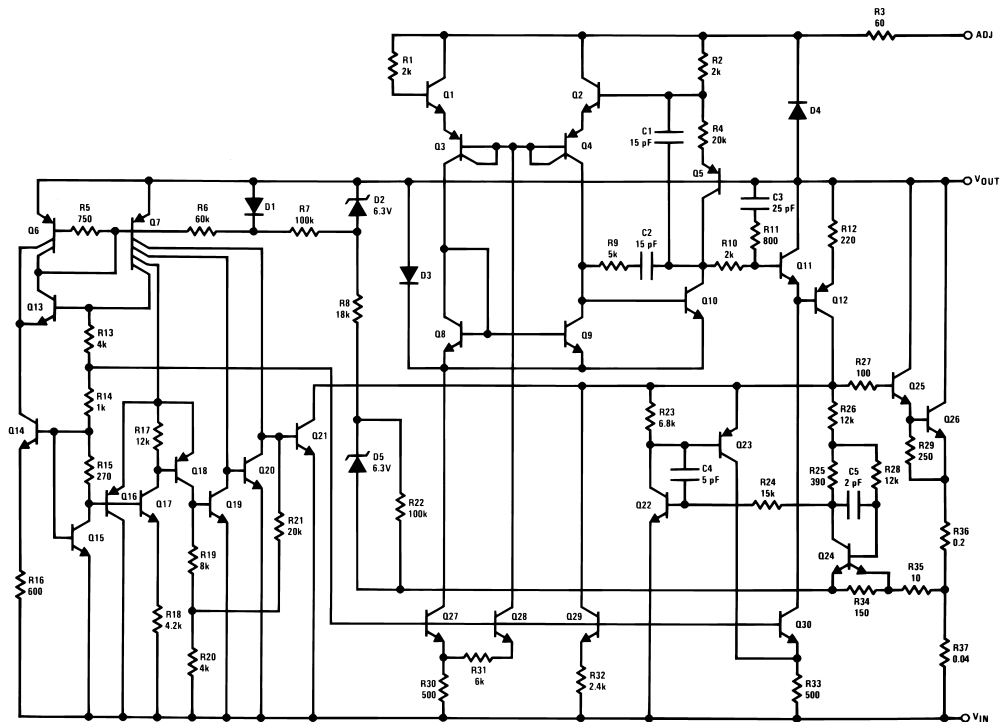 R3
60
ADJ
R1
2k
Q1
Q2
R2
2k
D4
Q3
Q4
C1
15 pF
R4
20k
Q5
VOUT
R5
750
Q6
Q7
R6
60k
D1
R7
100k
D2
6.3V
C3
25 pF
R11
800
R12
220
R9
5k
C2
15 pF
R10
2k
Q11
Q12
D3
Q13
R8
18k
Q10
R13
4k
Q8
Q9
R14
1k
R27
100
Q25
Q14
R17
12k
Q18
Q20
Q21
D5
6.3V
R23
6.8k
Q23
R26
12k
Q26
R29
250
R15
270
Q16
Q17
Q19
R22
100k
C4
5 pF
R25
390
C5
2 pF
R28
12k
R24
15k
Q22
R21
20k
Q15
R19
8k
Q24
R36
0.2
R16
600
R35
10
R34
150
R18
4.2k
Q27
Q28
Q29
Q30
R20
4k
R31
6k
R30
500
R32
2.4k
R33
500
R37
0.04
VIN